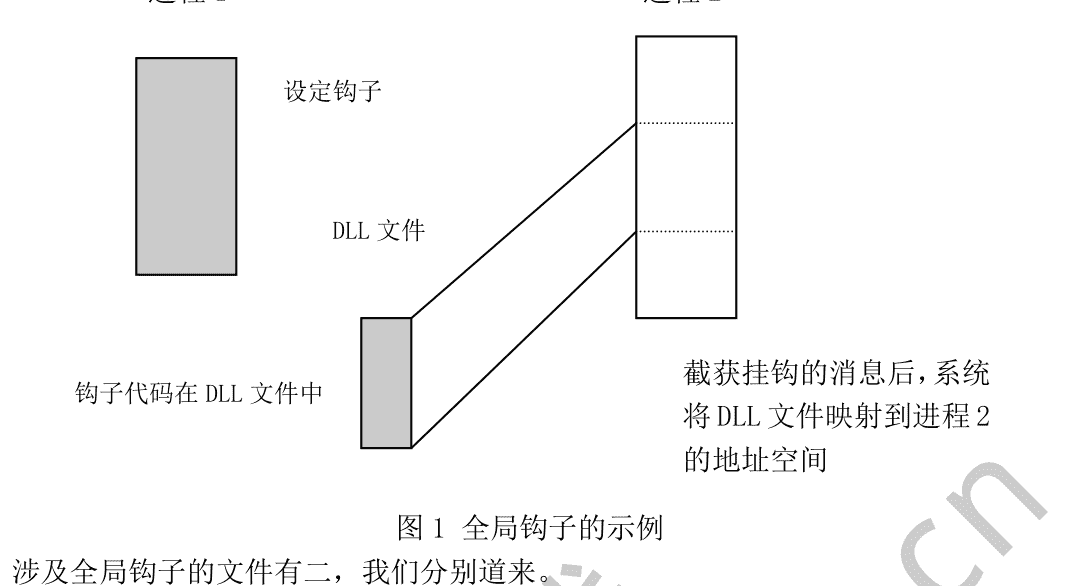 设定钩子
DLL 文件
钩子代码在 DLL 文件中
截获挂钩的消息后，系统
将 DLL 文件映射到进程 2
的地址空间
图 1 全局钩子的示例
涉及全局钩子的文件有二，我们分别道来。
cn